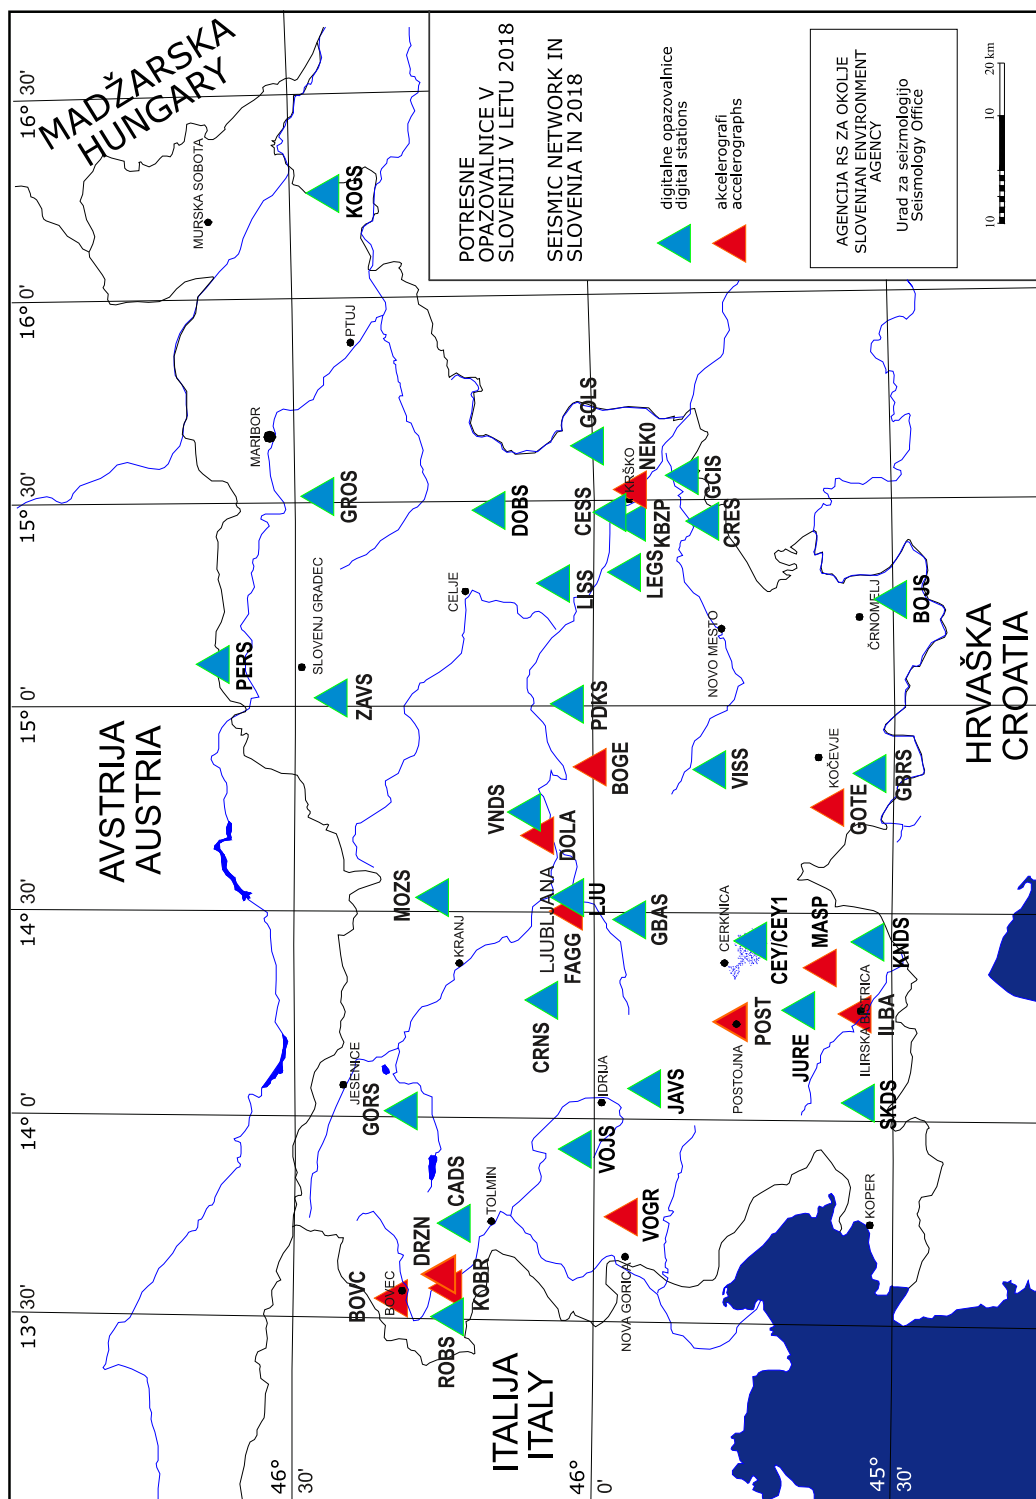 MADŽARSKA
HUNGARY
AVSTRIJA
AUSTRIA
ITALIJA
ITALY
HRVAŠKA
CROATIA
POTRESNE
OPAZOVALNICE V
SLOVENIJI V LETU 2018
SEISMIC NETWORK IN
SLOVENIA IN 2018
digitalne opazovalnice
digital stations
akcelerografi
accelerographs
AGENCIJA RS ZA OKOLJE
SLOVENIAN ENVIRONMENT
AGENCY
Urad za seizmologijo
Seismology Office
10
10
20 km
13° 30'
14° 0'
14° 30'
15° 0'
15° 30'
16° 0'
16° 30'
46°
30'
46°
0'
45°
30'
MURSKA SOBOTA
KOGS
PTUJ
MARIBOR
GROS
DOBS
GOLS
CESS
KRŠKO
NEK0
KBZP
GCIS
CRES
LEGS
LISS
CELJE
SLOVENJ GRADEC
PERS
ZAVS
PDKS
NOVO MESTO
ČRNOMELJ
BOJS
BOGE
VISS
KOČEVJE
GBRS
GOTE
VNDS
DOLA
MOZS
KRANJ
LJUBLJANA
LJU
FAGG
GBAS
CERKNICA
CEY/CEY1
MASP
KNDS
CRNS
POST
POSTOJNA
JURE
ILBA
ILIRSKA BISTRICA
SKDS
JESENICE
GORS
IDRIJA
JAVS
VOJS
CADS
TOLMIN
DRZN
KOBR
BOVC
BOVEC
ROBS
VOGR
NOVA GORICA
KOPER